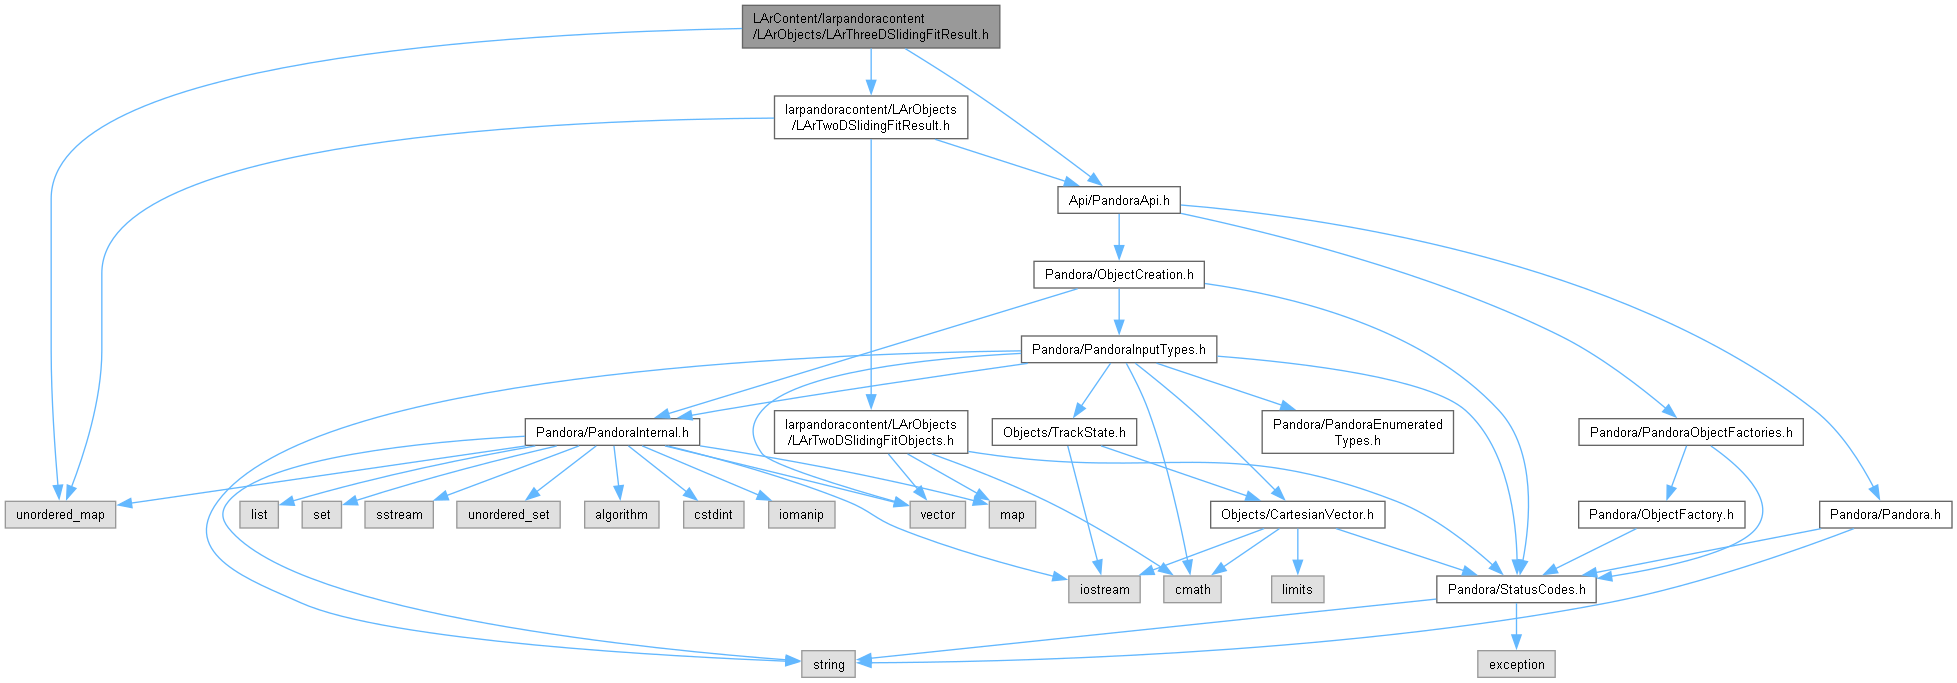 LArContent/larpandoracontent
/LArObjects/LArThreeDSlidingFitResult.h
larpandoracontent/LArObjects
/LArTwoDSlidingFitResult.h
Api/PandoraApi.h
Pandora/ObjectCreation.h
Pandora/PandoraInputTypes.h
Pandora/PandoraInternal.h
larpandoracontent/LArObjects
/LArTwoDSlidingFitObjects.h
Objects/TrackState.h
Pandora/PandoraEnumerated
Types.h
Pandora/PandoraObjectFactories.h
unordered_map
list
set
sstream
unordered_set
algorithm
cstdint
iomanip
vector
map
Objects/CartesianVector.h
Pandora/ObjectFactory.h
Pandora/Pandora.h
iostream
cmath
limits
Pandora/StatusCodes.h
string
exception